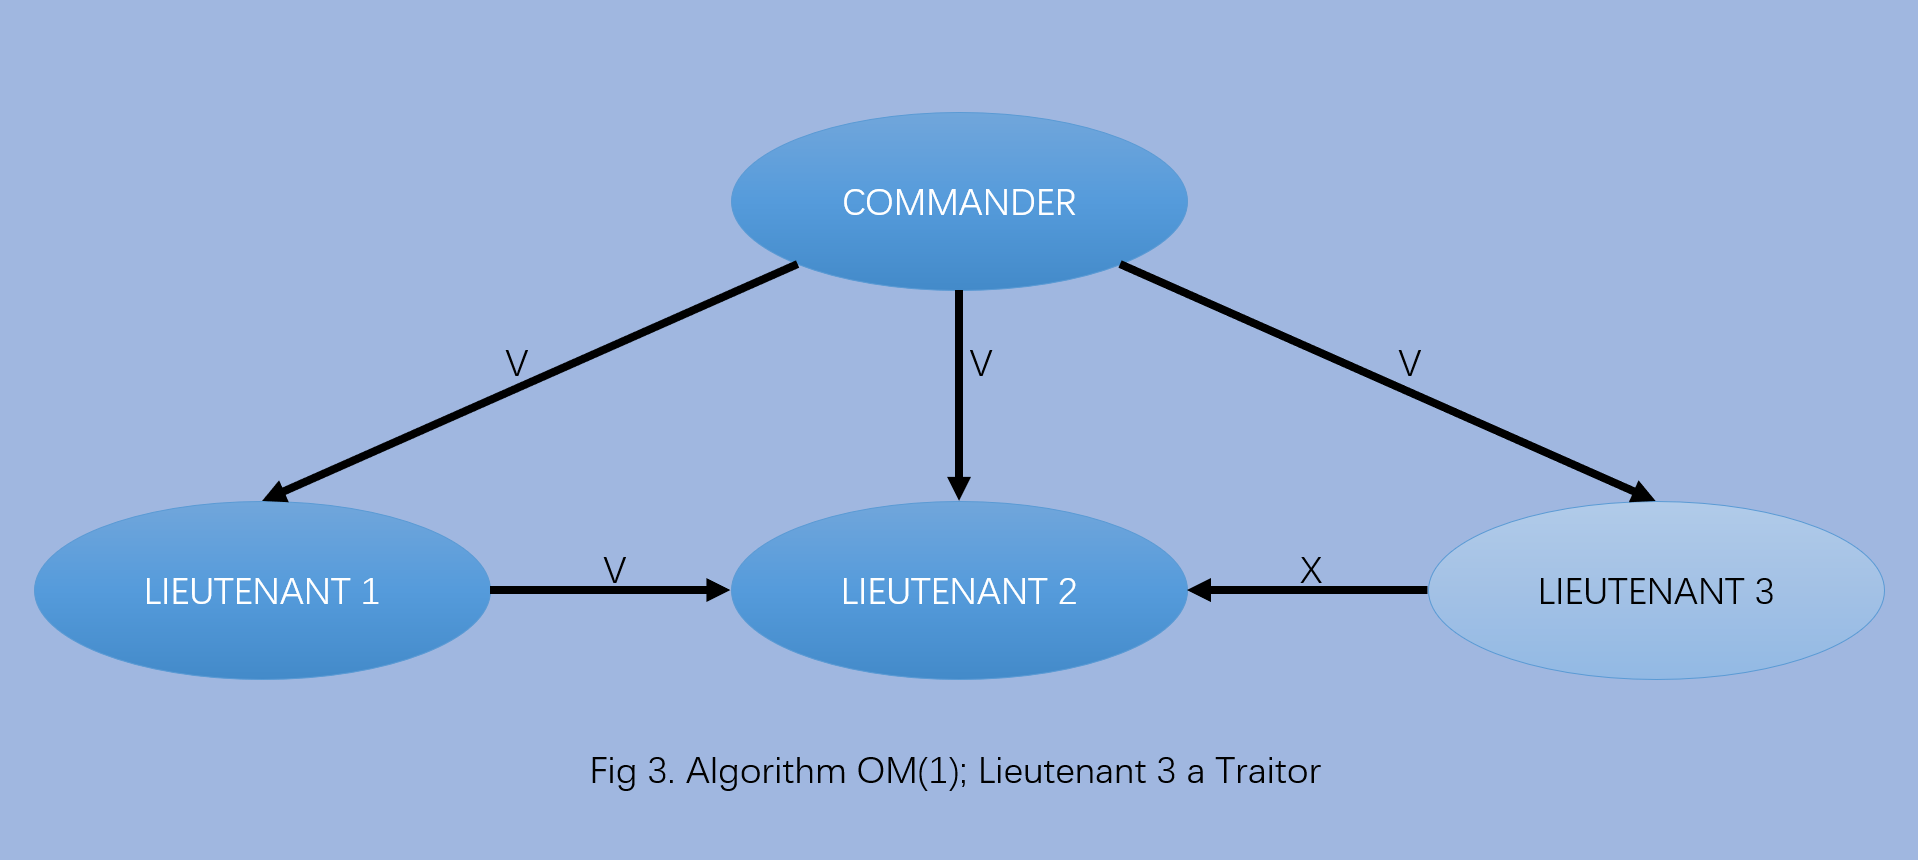 COMMANDER
V
V
V
LIEUTENANT 1
V
LIEUTENANT 2
X
LIEUTENANT 3
Fig 3. Algorithm OM(1); Lieutenant 3 a Traitor